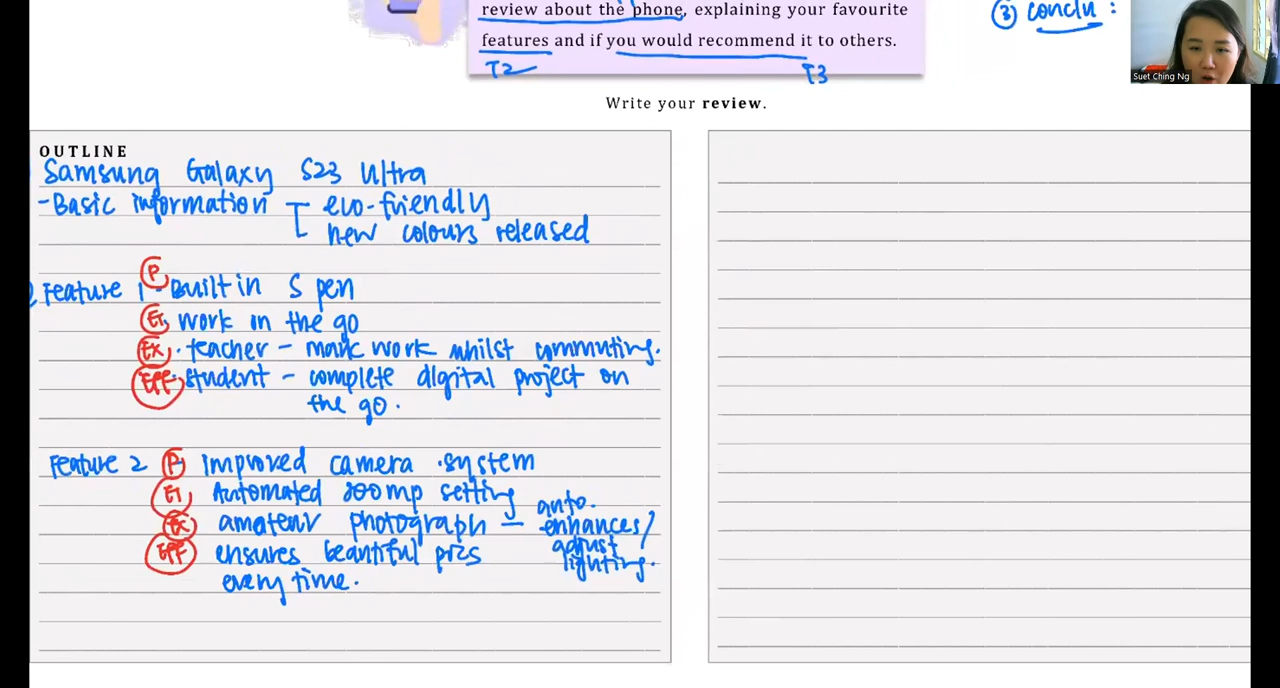 review about the phone, explaining your favourite
features and if you would recommend it to others.
T2
T3
③ conclu :
Suet Ching Ng
Write your review.
OUTLINE
Samsung Galaxy S23 Ultra
- Basic information
eco-friendly
new colours released
Feature 1 - Built in S pen
P
E1 work on the go
Ex • teacher - mark work whilst commuting.
Eff • student - complete digital project on
the go.
Feature 2 P improved camera system
E1 Automated 200mp setting
Ex amateur photograph - auto.
enhances/
adjust
lighting.
Eff ensures beautiful pics
every time.